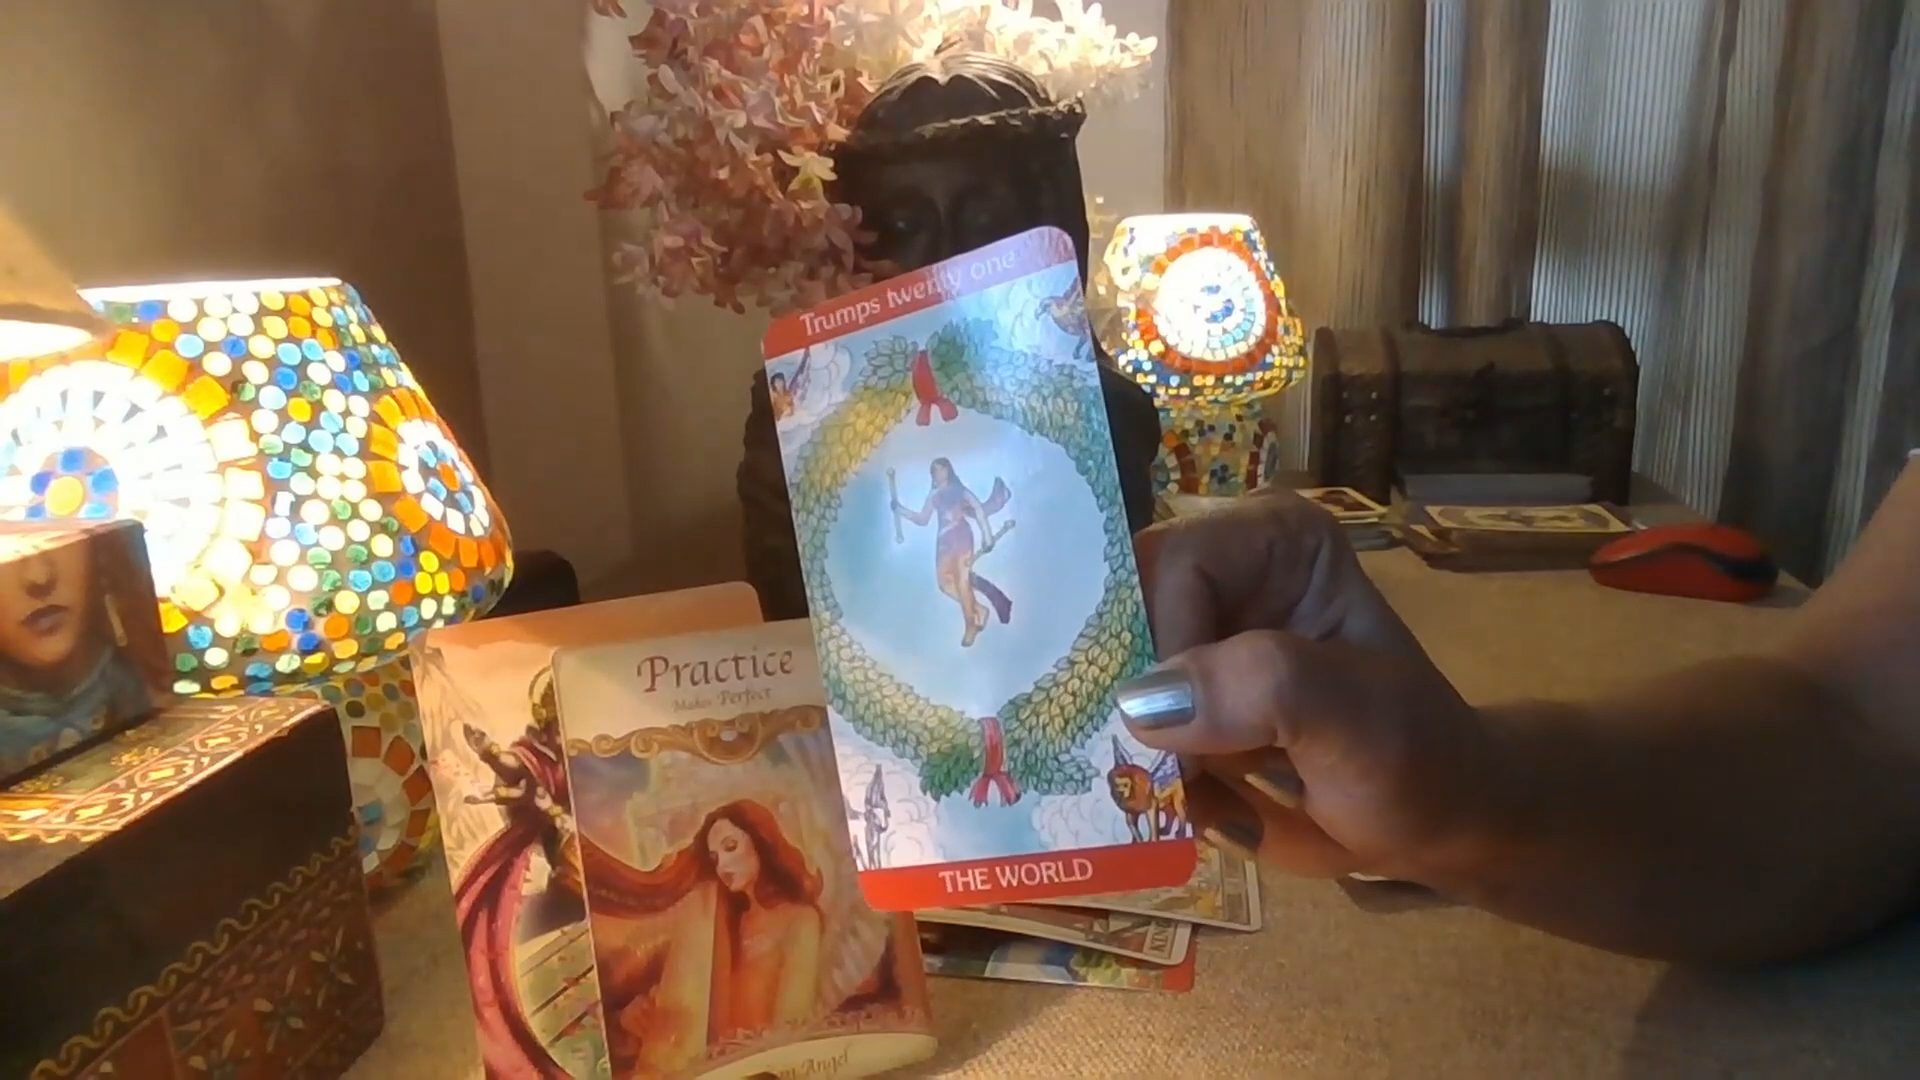 Trumps twenty one
THE WORLD
Practice
Makes Perfect
Angel